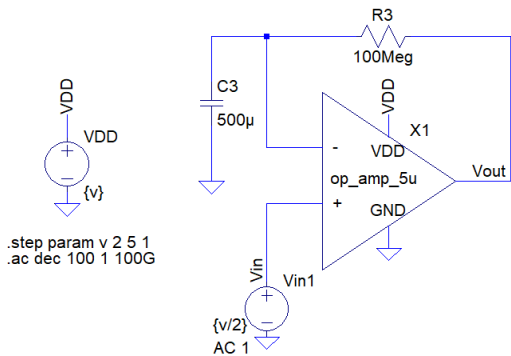 R3
100Meg
C3
500µ
VDD
VDD
{v}
VDD
X1
-
VDD
op_amp_5u
+
GND
Vout
Vin
Vin1
{v/2}
AC 1
.step param v 2 5 1
.ac dec 100 1 100G